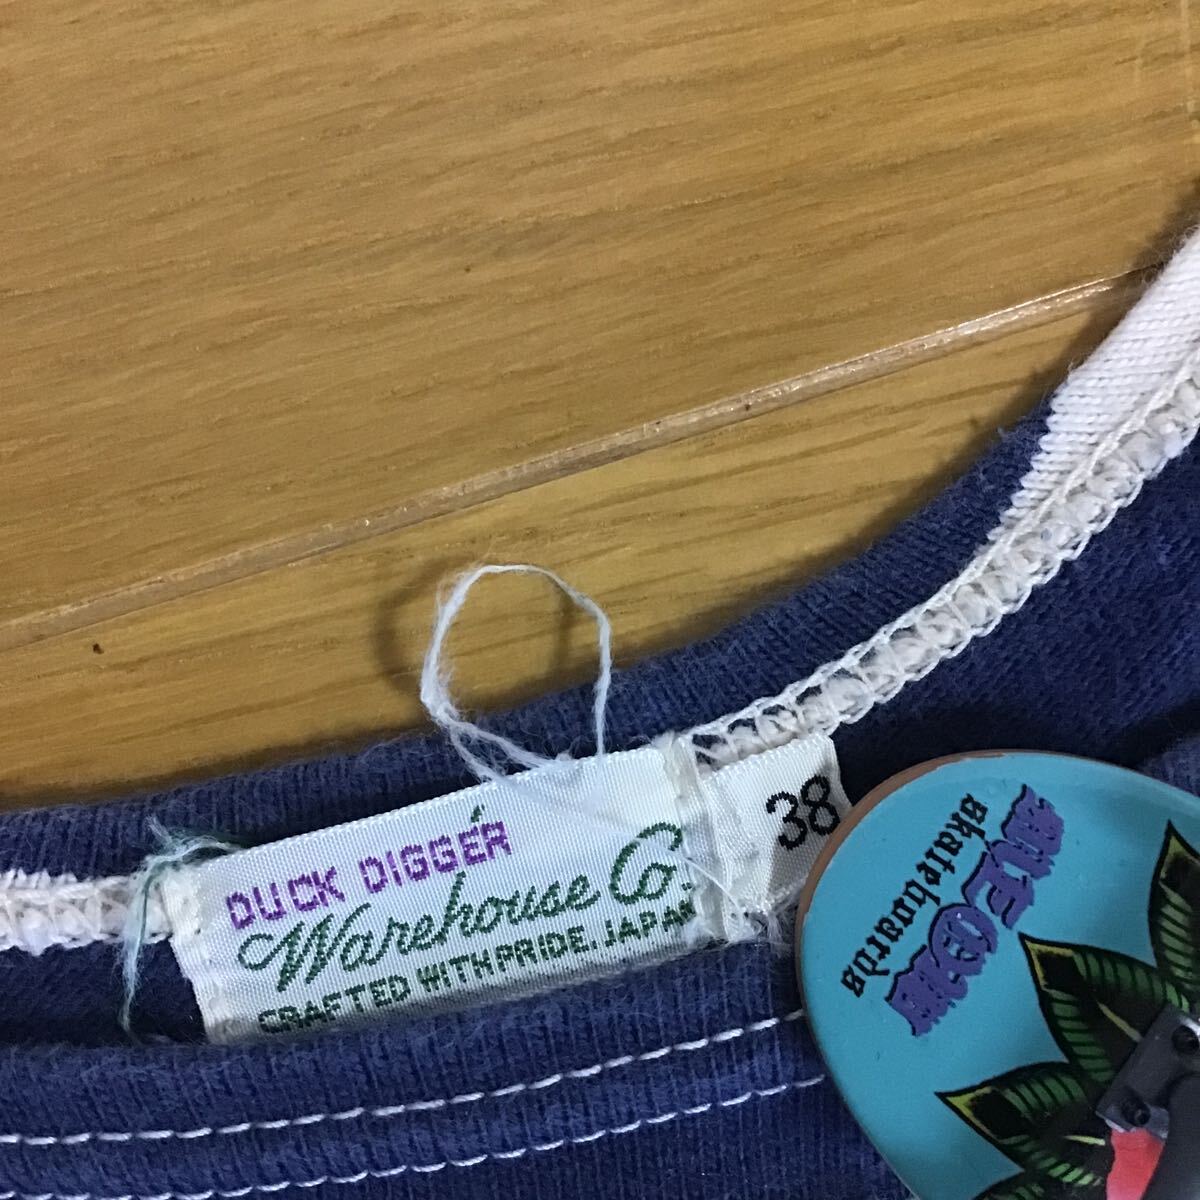 DUCK DIGGER
Warehouse Co.
CRAFTED WITH PRIDE. JAPAN
38
skateboards